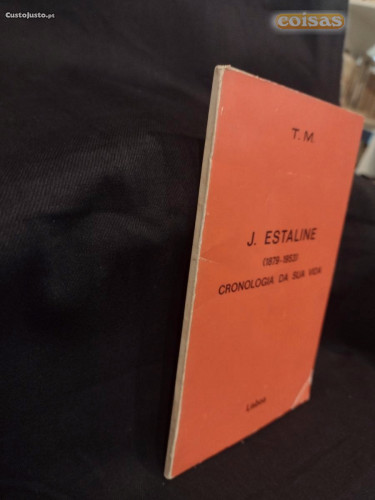 CustoJusto.pt
coisas
T. M.
J. ESTALINE
(1879-1953)
CRONOLOGIA DA SUA VIDA
Lisboa